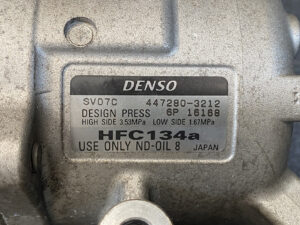 DENSO
SV07C 447280-3212
DESIGN PRESS 6P 16188
HIGH SIDE 3.53MPa LOW SIDE 1.67MPa
HFC134a
USE ONLY ND-OIL 8 JAPAN